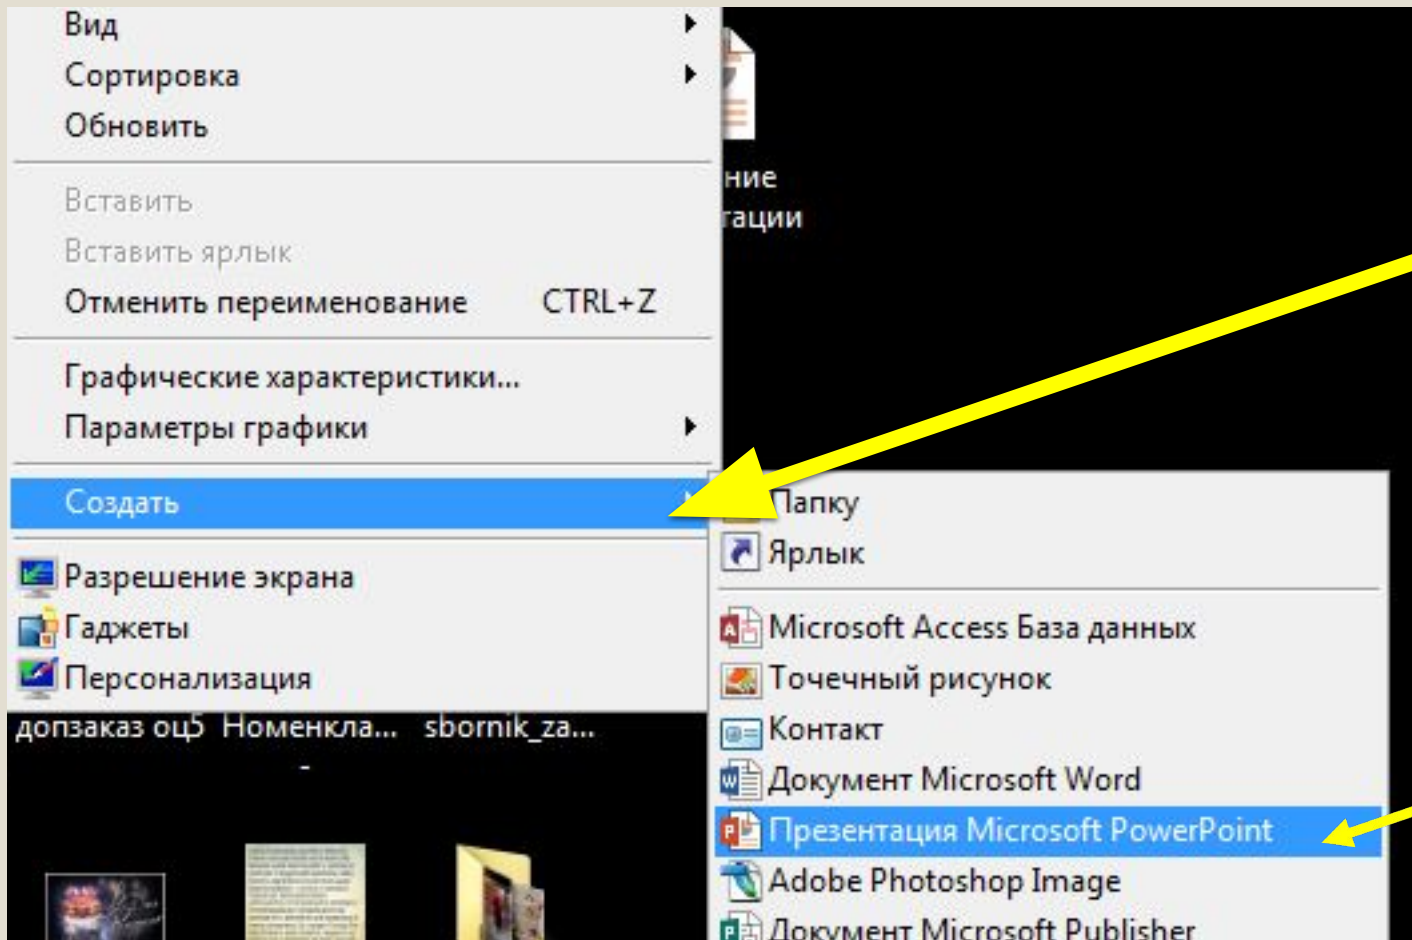 Вид
Сортировка
Обновить
Вставить
Вставить ярлык
Отменить переименование CTRL+Z
Графические характеристики...
Параметры графики
Создать
Разрешение экрана
Гаджеты
Персонализация
ние
тации
Папку
Ярлык
Microsoft Access База данных
Точечный рисунок
Контакт
Документ Microsoft Word
Презентация Microsoft PowerPoint
Adobe Photoshop Image
Документ Microsoft Publisher
допзаказ оц5 Номенкла... sbornik_za...